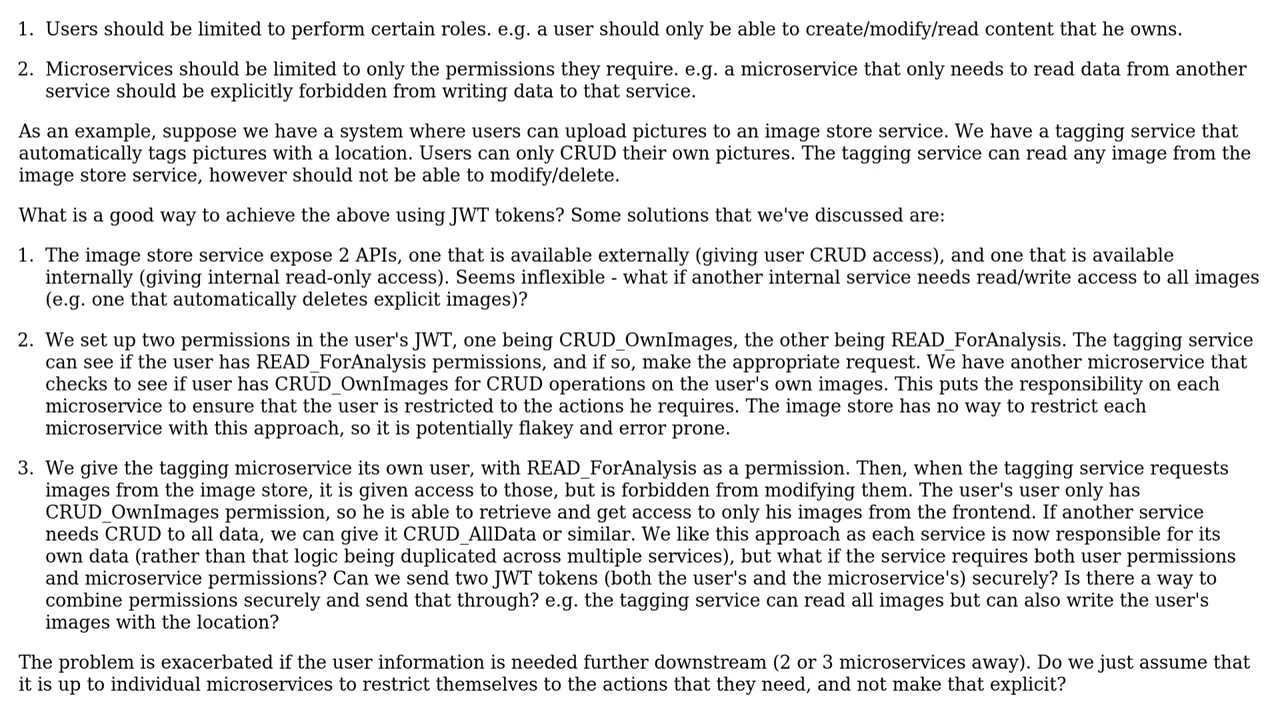 1. Users should be limited to perform certain roles. e.g. a user should only be able to create/modify/read content that he owns.
2. Microservices should be limited to only the permissions they require. e.g. a microservice that only needs to read data from another
service should be explicitly forbidden from writing data to that service.
As an example, suppose we have a system where users can upload pictures to an image store service. We have a tagging service that
automatically tags pictures with a location. Users can only CRUD their own pictures. The tagging service can read any image from the
image store service, however should not be able to modify/delete.
What is a good way to achieve the above using JWT tokens? Some solutions that we've discussed are:
1. The image store service expose 2 APIs, one that is available externally (giving user CRUD access), and one that is available
internally (giving internal read-only access). Seems inflexible - what if another internal service needs read/write access to all images
(e.g. one that automatically deletes explicit images)?
2. We set up two permissions in the user's JWT, one being CRUD_OwnImages, the other being READ_ForAnalysis. The tagging service
can see if the user has READ_ForAnalysis permissions, and if so, make the appropriate request. We have another microservice that
checks to see if user has CRUD_OwnImages for CRUD operations on the user's own images. This puts the responsibility on each
microservice to ensure that the user is restricted to the actions he requires. The image store has no way to restrict each
microservice with this approach, so it is potentially flakey and error prone.
3. We give the tagging microservice its own user, with READ_ForAnalysis as a permission. Then, when the tagging service requests
images from the image store, it is given access to those, but is forbidden from modifying them. The user's user only has
CRUD_OwnImages permission, so he is able to retrieve and get access to only his images from the frontend. If another service
needs CRUD to all data, we can give it CRUD_AllData or similar. We like this approach as each service is now responsible for its
own data (rather than that logic being duplicated across multiple services), but what if the service requires both user permissions
and microservice permissions? Can we send two JWT tokens (both the user's and the microservice's) securely? Is there a way to
combine permissions securely and send that through? e.g. the tagging service can read all images but can also write the user's
images with the location?
The problem is exacerbated if the user information is needed further downstream (2 or 3 microservices away). Do we just assume that
it is up to individual microservices to restrict themselves to the actions that they need, and not make that explicit?